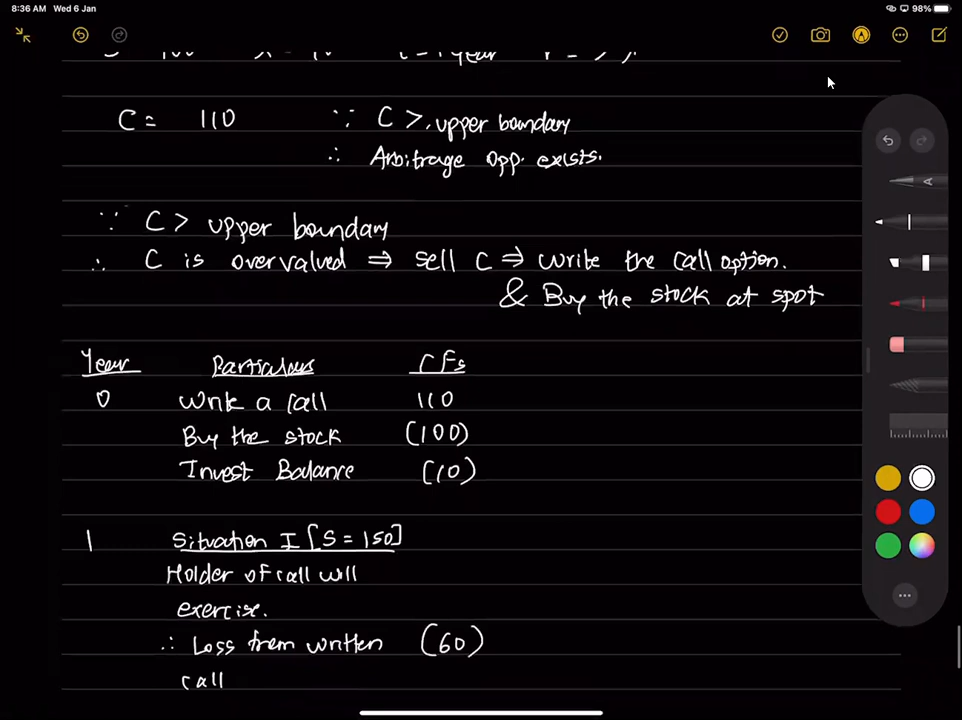 8:36 AM Wed 6 Jan
98%
t = 1 year
C = 110 ∵ C > upper boundary
∴ Arbitrage Opp. exists.
∵ C > upper boundary
∴ C is overvalued ⇒ sell C ⇒ write the call option.
& Buy the stock at spot
Year Particulars CFs
0 Write a call 110
Buy the stock (100)
Invest Balance (10)
1 Situation I [S = 150]
Holder of call will
exercise.
∴ Loss from written (60)
call
A